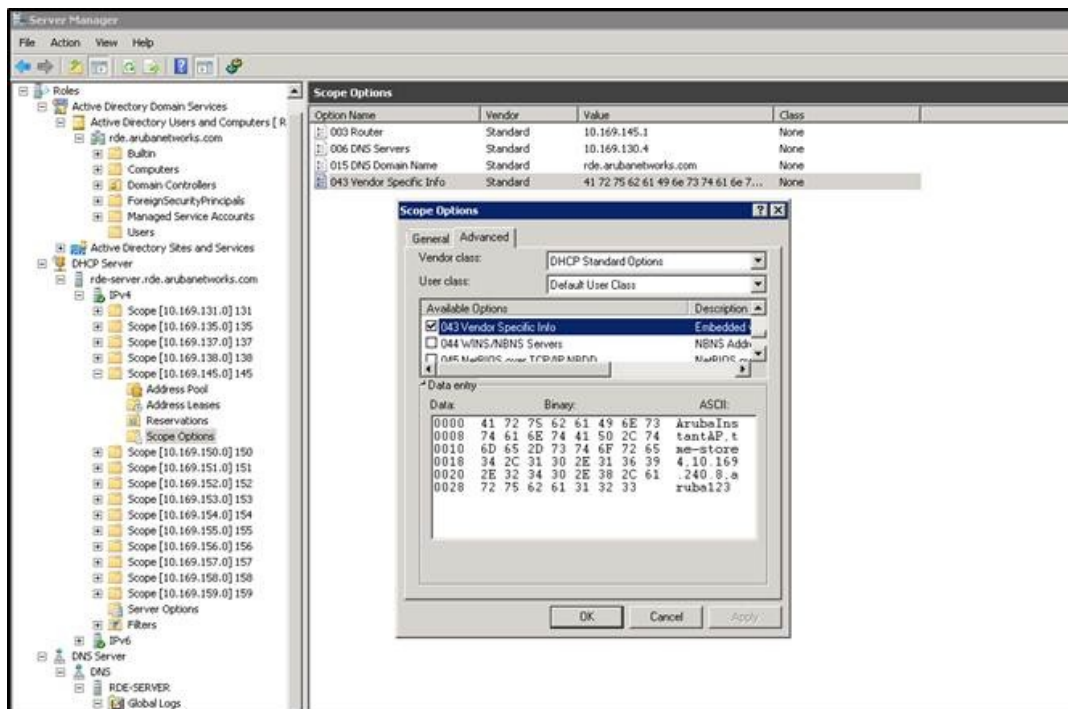 Server Manager
File Action View Help
Roles
Active Directory Domain Services
Active Directory Users and Computers [ R
rde.arubanetworks.com
Builtin
Computers
Domain Controllers
ForeignSecurityPrincipals
Managed Service Accounts
Users
Active Directory Sites and Services
DHCP Server
rde-server.rde.arubanetworks.com
IPv4
Scope [10.169.131.0] 131
Scope [10.169.135.0] 135
Scope [10.169.137.0] 137
Scope [10.169.138.0] 138
Scope [10.169.145.0] 145
Address Pool
Address Leases
Reservations
Scope Options
Scope [10.169.150.0] 150
Scope [10.169.151.0] 151
Scope [10.169.152.0] 152
Scope [10.169.153.0] 153
Scope [10.169.154.0] 154
Scope [10.169.155.0] 155
Scope [10.169.156.0] 156
Scope [10.169.157.0] 157
Scope [10.169.158.0] 158
Scope [10.169.159.0] 159
Server Options
Filters
IPv6
DNS Server
DNS
RDE-SERVER
Global Logs
Scope Options
Option Name Vendor Value Class
003 Router Standard 10.169.145.1 None
006 DNS Servers Standard 10.169.130.4 None
015 DNS Domain Name Standard rde.arubanetworks.com None
043 Vendor Specific Info Standard 41 72 75 62 61 49 6e 73 74 61 6e 7... None
Scope Options
General Advanced
Vendor class: DHCP Standard Options
User class: Default User Class
Available Options Description
043 Vendor Specific Info Embedded
044 WINS/NBNS Servers NBNS Addr
045 NetBIOS over TCP/IP NBDD NetBIOS
Data entry
Data: Binary: ASCII:
0000 41 72 75 62 61 49 6E 73 ArubaIns
0008 74 61 6E 74 41 50 2C 74 tantAP,t
0010 6D 65 2D 73 74 6F 72 65 me-store
0018 34 2C 31 30 2E 31 36 39 4,10.169
0020 2E 32 34 30 2E 38 2C 61 .240.8,a
0028 72 75 62 61 31 32 33 ruba123
OK Cancel Apply